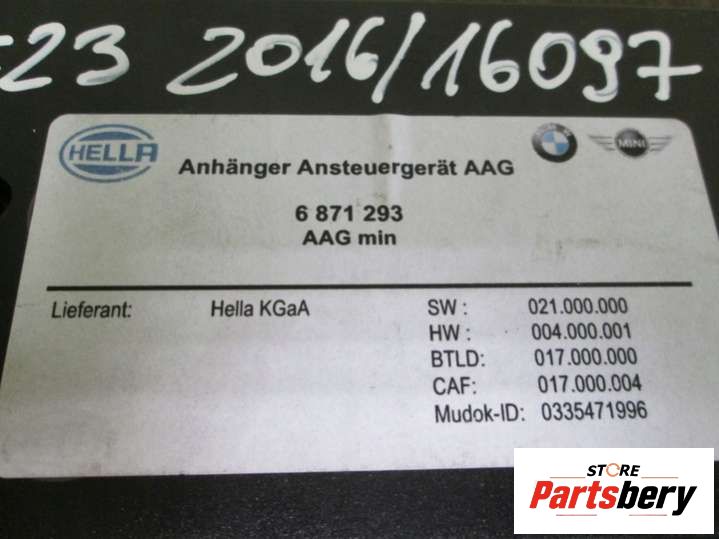 23 2016/16097
HELLA
BMW
MINI
Anhänger Ansteuergerät AAG
6 871 293
AAG min
Lieferant: Hella KGaA
SW : 021.000.000
HW : 004.000.001
BTLD: 017.000.000
CAF: 017.000.004
Mudok-ID: 0335471996
STORE
Partsbery